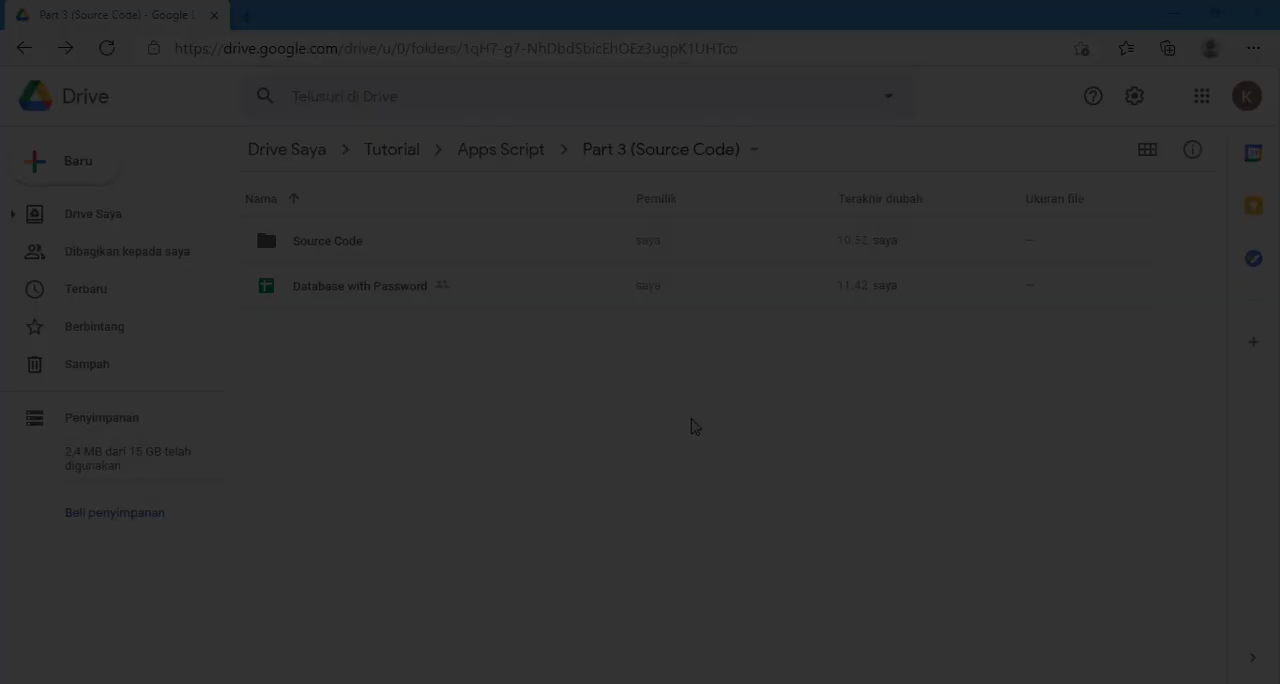 Part 3 (Source Code) - Google D
https://drive.google.com/drive/u/0/folders/
Drive
Telusuri di Drive
K
Baru
Drive Saya > Tutorial > Apps Script > Part 3 (Source Code)
Nama
Pemilik
Terakhir diubah
Ukuran file
Drive Saya
Dibagikan kepada saya
Terbaru
Berbintang
Sampah
Source Code
saya
10.52 saya
—
Database with Password
saya
11.42 saya
—
Penyimpanan
2,4 MB dari 15 GB telah
digunakan
Beli penyimpanan